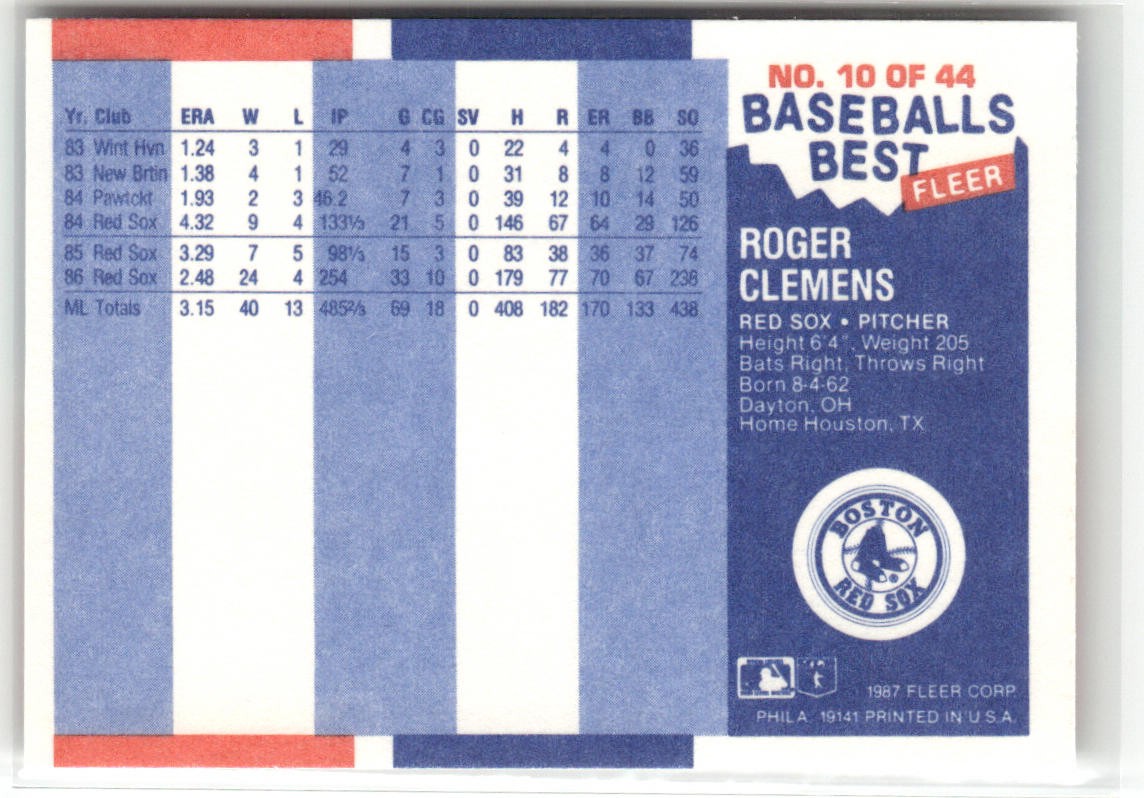 NO. 10 OF 44
BASEBALLS
BEST
FLEER
Yr. Club ERA W L IP G CG SV H R ER BB SO
83 Wint Hvn 1.24 3 1 29 4 3 0 22 4 4 0 36
83 New Brtin 1.38 4 1 52 7 1 0 31 8 8 12 59
84 Pawtckt 1.93 2 3 46.2 7 3 0 39 12 10 14 50
84 Red Sox 4.32 9 4 133⅓ 21 5 0 146 67 64 29 126
85 Red Sox 3.29 7 5 98⅓ 15 3 0 83 38 36 37 74
86 Red Sox 2.48 24 4 254 33 10 0 179 77 70 67 238
ML Totals 3.15 40 13 485⅔ 69 18 0 408 182 170 133 438
ROGER
CLEMENS
RED SOX • PITCHER
Height 6'4", Weight 205
Bats Right, Throws Right
Born 8-4-62
Dayton, OH
Home Houston, TX
BOSTON
RED SOX
®
1987 FLEER CORP.
PHILA. 19141 PRINTED IN U.S.A.